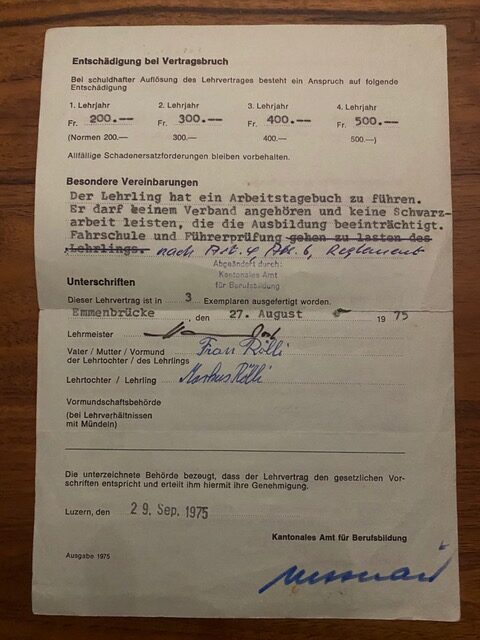 Entschädigung bei Vertragsbruch
Bei schuldhafter Auflösung des Lehrvertrages besteht ein Anspruch auf folgende
Entschädigung
1. Lehrjahr 2. Lehrjahr 3. Lehrjahr 4. Lehrjahr
Fr. 200.-- Fr. 300.-- Fr. 400.-- Fr. 500.--
(Normen 200.— 300.— 400.— 500.—)
Allfällige Schadenersatzforderungen bleiben vorbehalten.
Besondere Vereinbarungen
Der Lehrling hat ein Arbeitstagebuch zu führen.
Er darf keinem Verband angehören und keine Schwarz-
arbeit leisten, die die Ausbildung beeinträchtigt.
Fahrschule und Führerprüfung gehen zu lasten des
Lehrlings. nach Art. 4, Abs. 6, Reglement
Abgeändert durch:
Kantonales Amt
für Berufsbildung
Unterschriften
Dieser Lehrvertrag ist in 3 Exemplaren ausgefertigt worden.
Emmenbrücke , den 27. August 1975
Lehrmeister
Vater / Mutter / Vormund Frau Rölli
der Lehrtochter / des Lehrlings
Lehrtochter / Lehrling Markus Rölli
Vormundschaftsbehörde
(bei Lehrverhältnissen
mit Mündeln)
Die unterzeichnete Behörde bezeugt, dass der Lehrvertrag den gesetzlichen Vor-
schriften entspricht und erteilt ihm hiermit ihre Genehmigung.
Luzern, den 29. Sep. 1975
Kantonales Amt für Berufsbildung
Ausgabe 1975